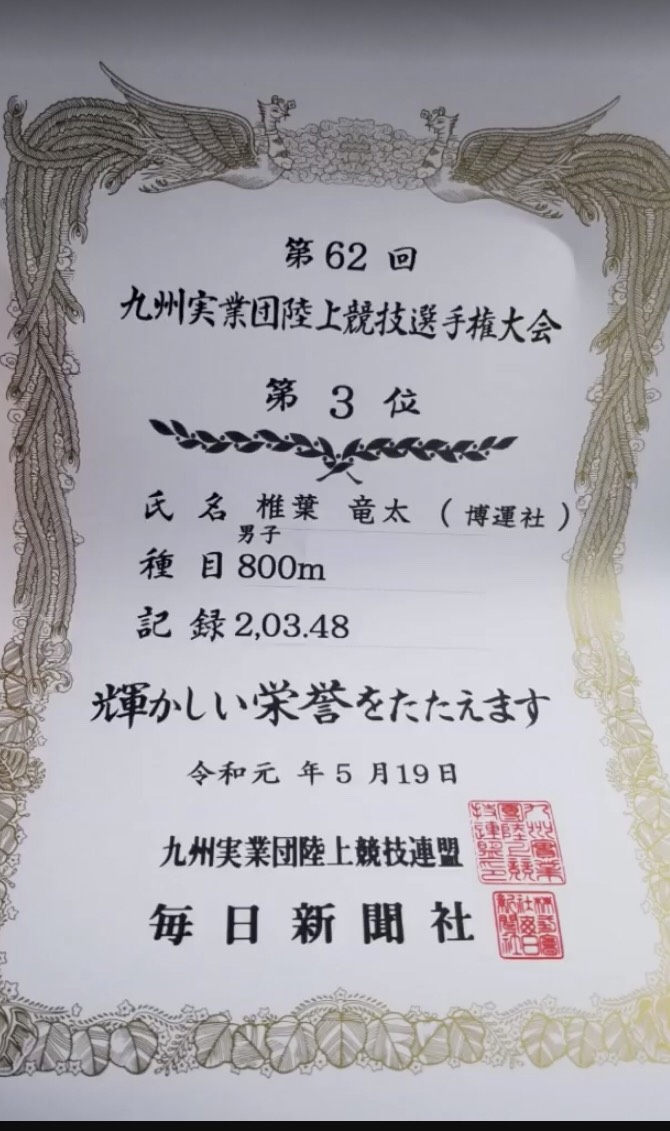 第62回
九州実業団陸上競技選手権大会
第3位
氏名 椎葉 竜太 (博運社)
男子
種目 800m
記録 2,03.48
輝かしい栄誉をたたえます
令和元 年5月19日
九州実業団陸上競技連盟
毎日新聞社